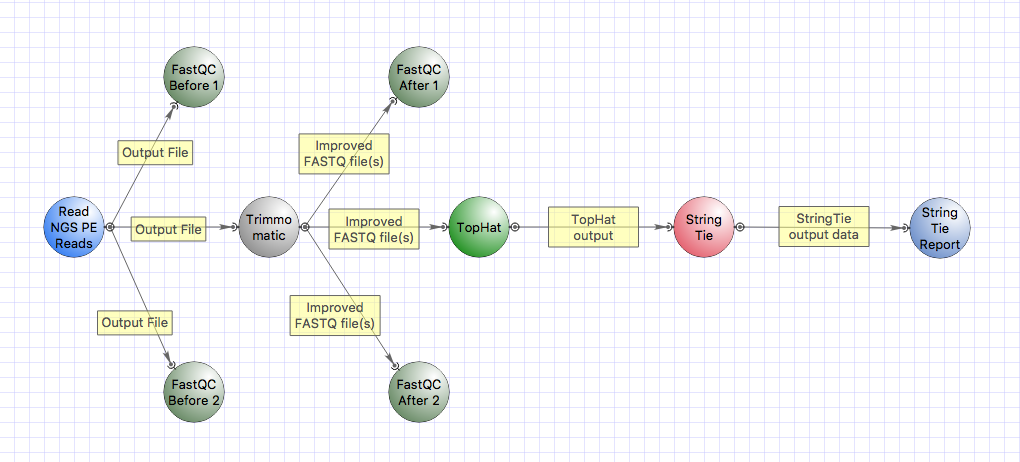 FastQC
Before 1
FastQC
After 1
Output File
Improved
FASTQ file(s)
Read
NGS PE
Reads
Output File
Trimmo
matic
Improved
FASTQ file(s)
TopHat
TopHat
output
String
Tie
StringTie
output data
String
Tie
Report
Output File
Improved
FASTQ file(s)
FastQC
Before 2
FastQC
After 2